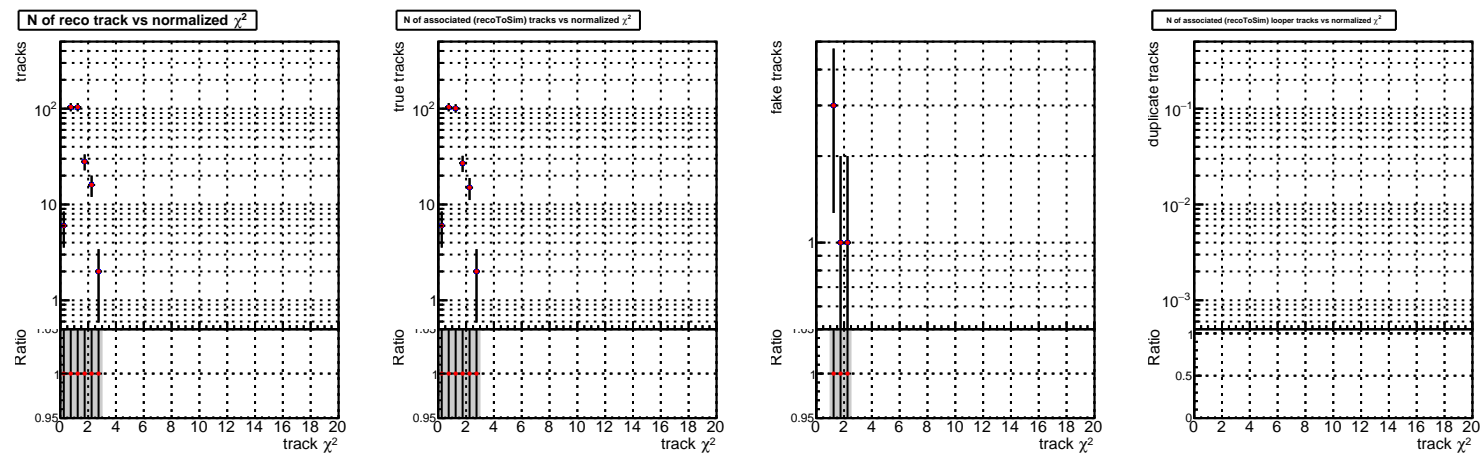 N of reco track vs normalized χ²
N of associated (recoToSim) tracks vs normalized χ²
N of associated (recoToSim) looper tracks vs normalized χ²
tracks
10²
10
1
Ratio
1
0.95
0 2 4 6 8 10 12 14 16 18 20
track χ²
true tracks
10²
10
1
Ratio
1
0.95
0 2 4 6 8 10 12 14 16 18 20
track χ²
fake tracks
1
Ratio
1
0.95
0 2 4 6 8 10 12 14 16 18 20
track χ²
duplicate tracks
10⁻¹
10⁻²
10⁻³
Ratio
1
0.5
0
0 2 4 6 8 10 12 14 16 18 20
track χ²